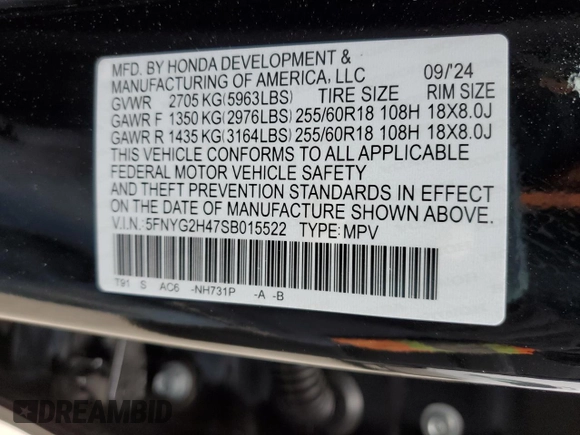 MFD. BY HONDA DEVELOPMENT &
MANUFACTURING OF AMERICA, LLC 09/'24
GVWR 2705 KG(5963LBS) TIRE SIZE RIM SIZE
GAWR F 1350 KG(2976LBS) 255/60R18 108H 18X8.0J
GAWR R 1435 KG(3164LBS) 255/60R18 108H 18X8.0J
THIS VEHICLE CONFORMS TO ALL APPLICABLE
FEDERAL MOTOR VEHICLE SAFETY
AND THEFT PREVENTION STANDARDS IN EFFECT
ON THE DATE OF MANUFACTURE SHOWN ABOVE.
V.I.N.:5FNYG2H47SB015522 TYPE:MPV
T91 S AC6 -NH731P -A -B
DREAMBID